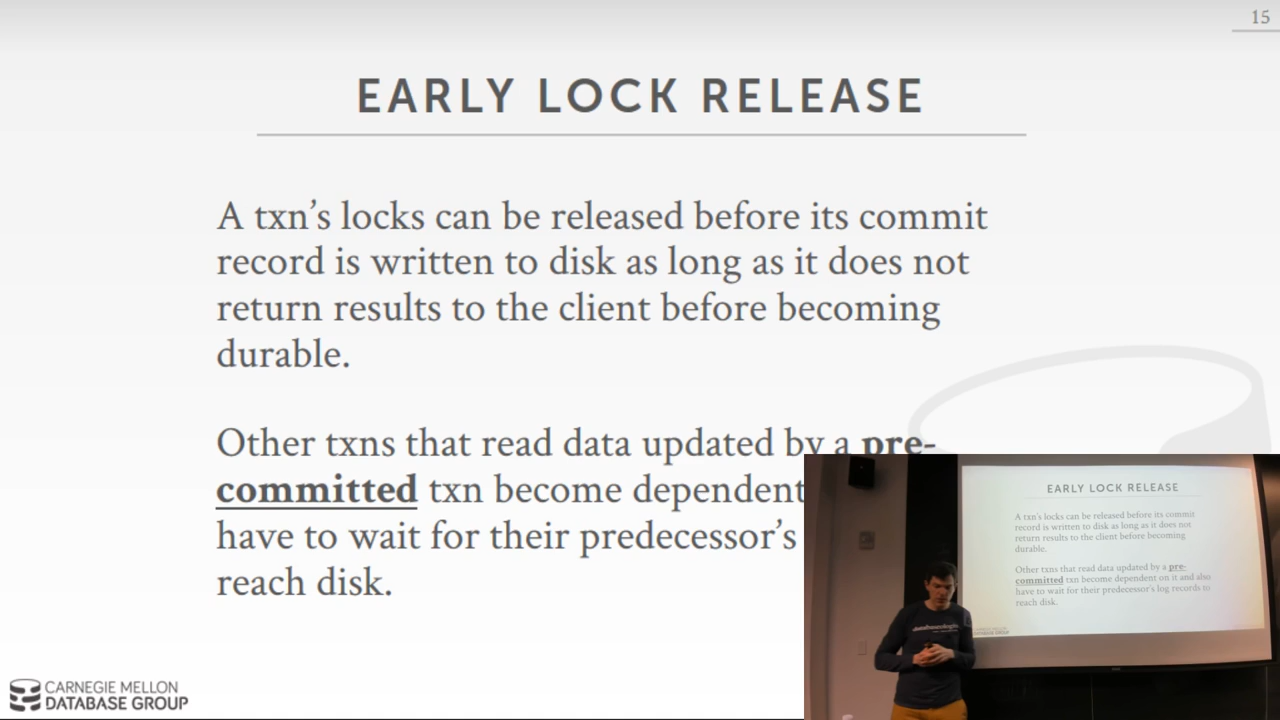 15
EARLY LOCK RELEASE
A txn's locks can be released before its commit
record is written to disk as long as it does not
return results to the client before becoming
durable.
Other txns that read data updated by a pre-
committed txn become dependent
have to wait for their predecessor's
reach disk.
CARNEGIE MELLON
DATABASE GROUP
EARLY LOCK RELEASE
A txn's locks can be released before its commit
record is written to disk as long as it does not
return results to the client before becoming
durable.
Other txns that read data updated by a pre-
committed txn become dependent on it and also
have to wait for their predecessor's log records to
reach disk.
CARNEGIE MELLON
DATABASE GROUP